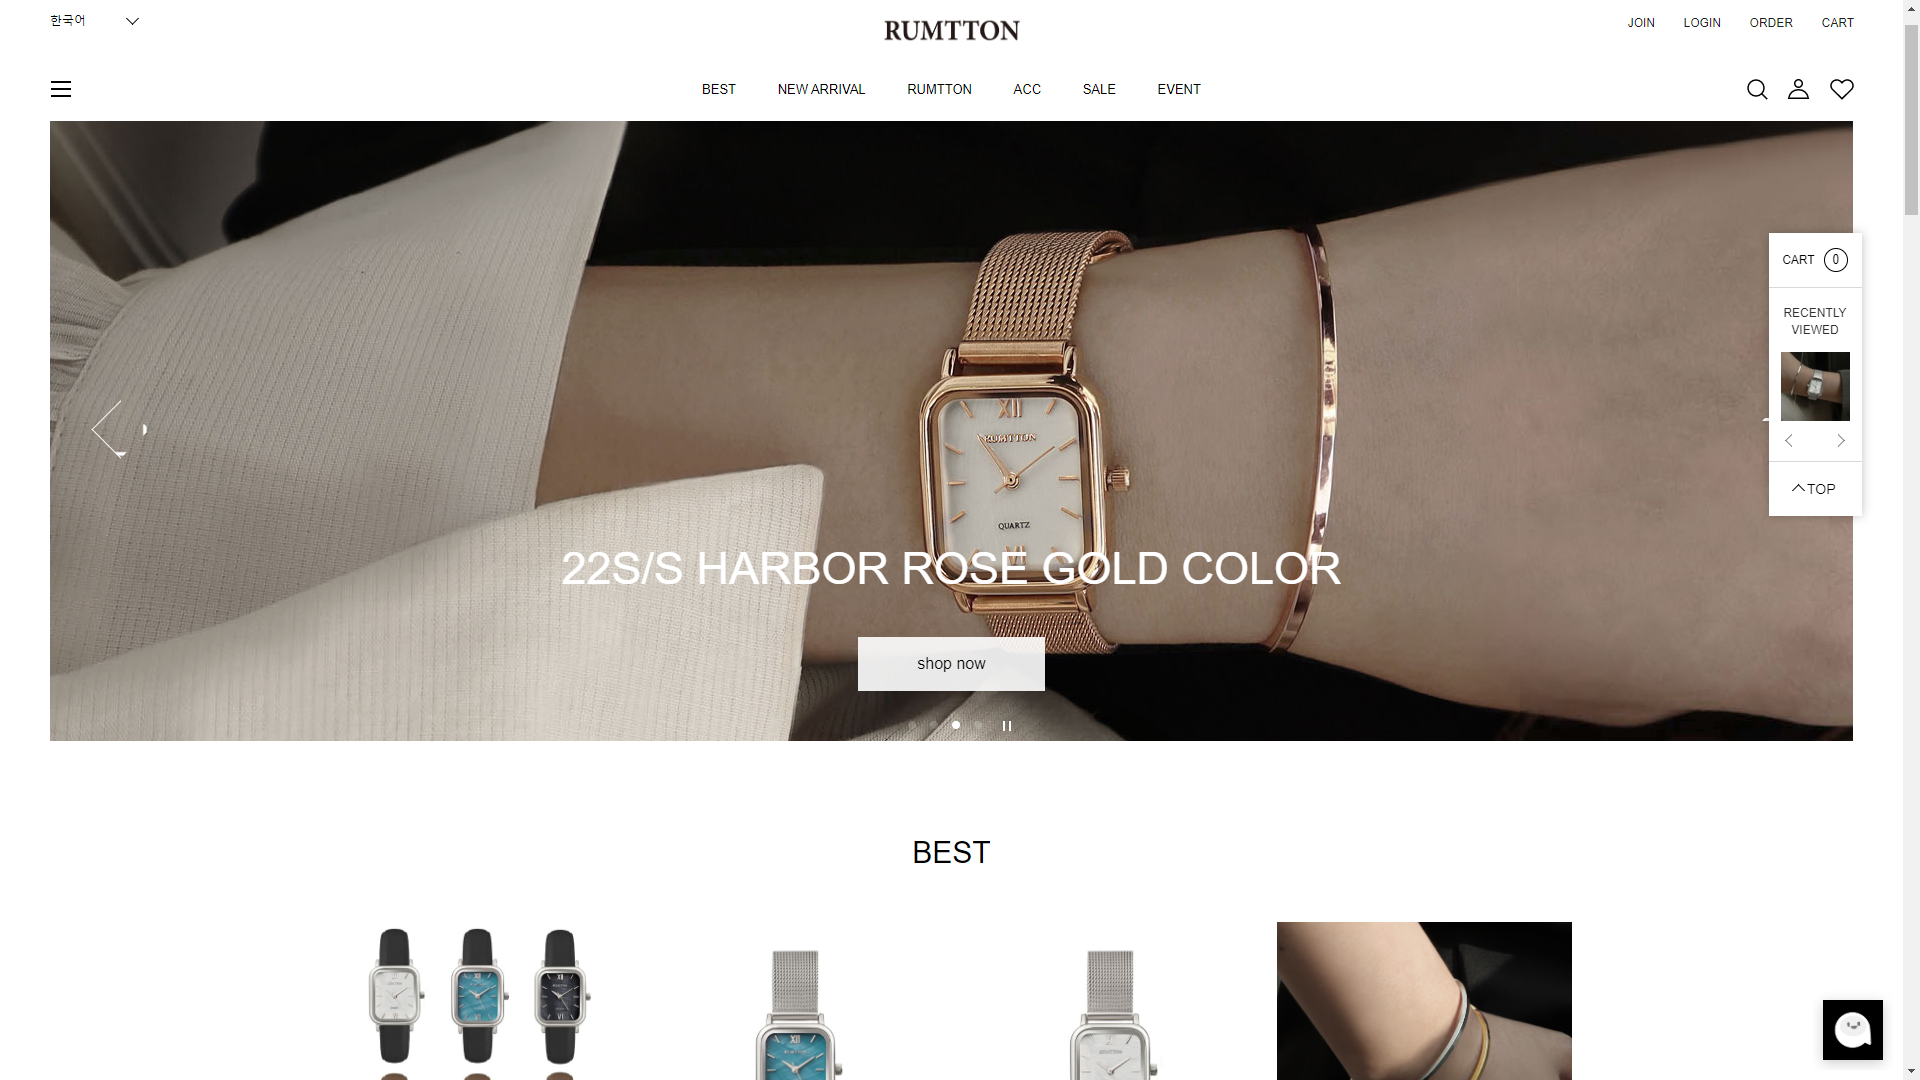 한국어
RUMTTON
JOIN
LOGIN
ORDER
CART
BEST
NEW ARRIVAL
RUMTTON
ACC
SALE
EVENT
CART 0
RECENTLY
VIEWED
TOP
XII
RUMTTON
QUARTZ
22S/S HARBOR ROSE GOLD COLOR
shop now
BEST